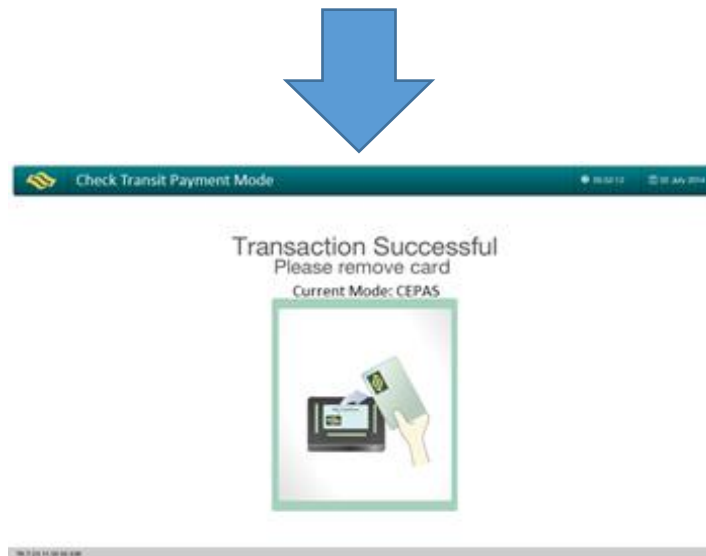 Check Transit Payment Mode
Transaction Successful
Please remove card
Current Mode: CEPAS